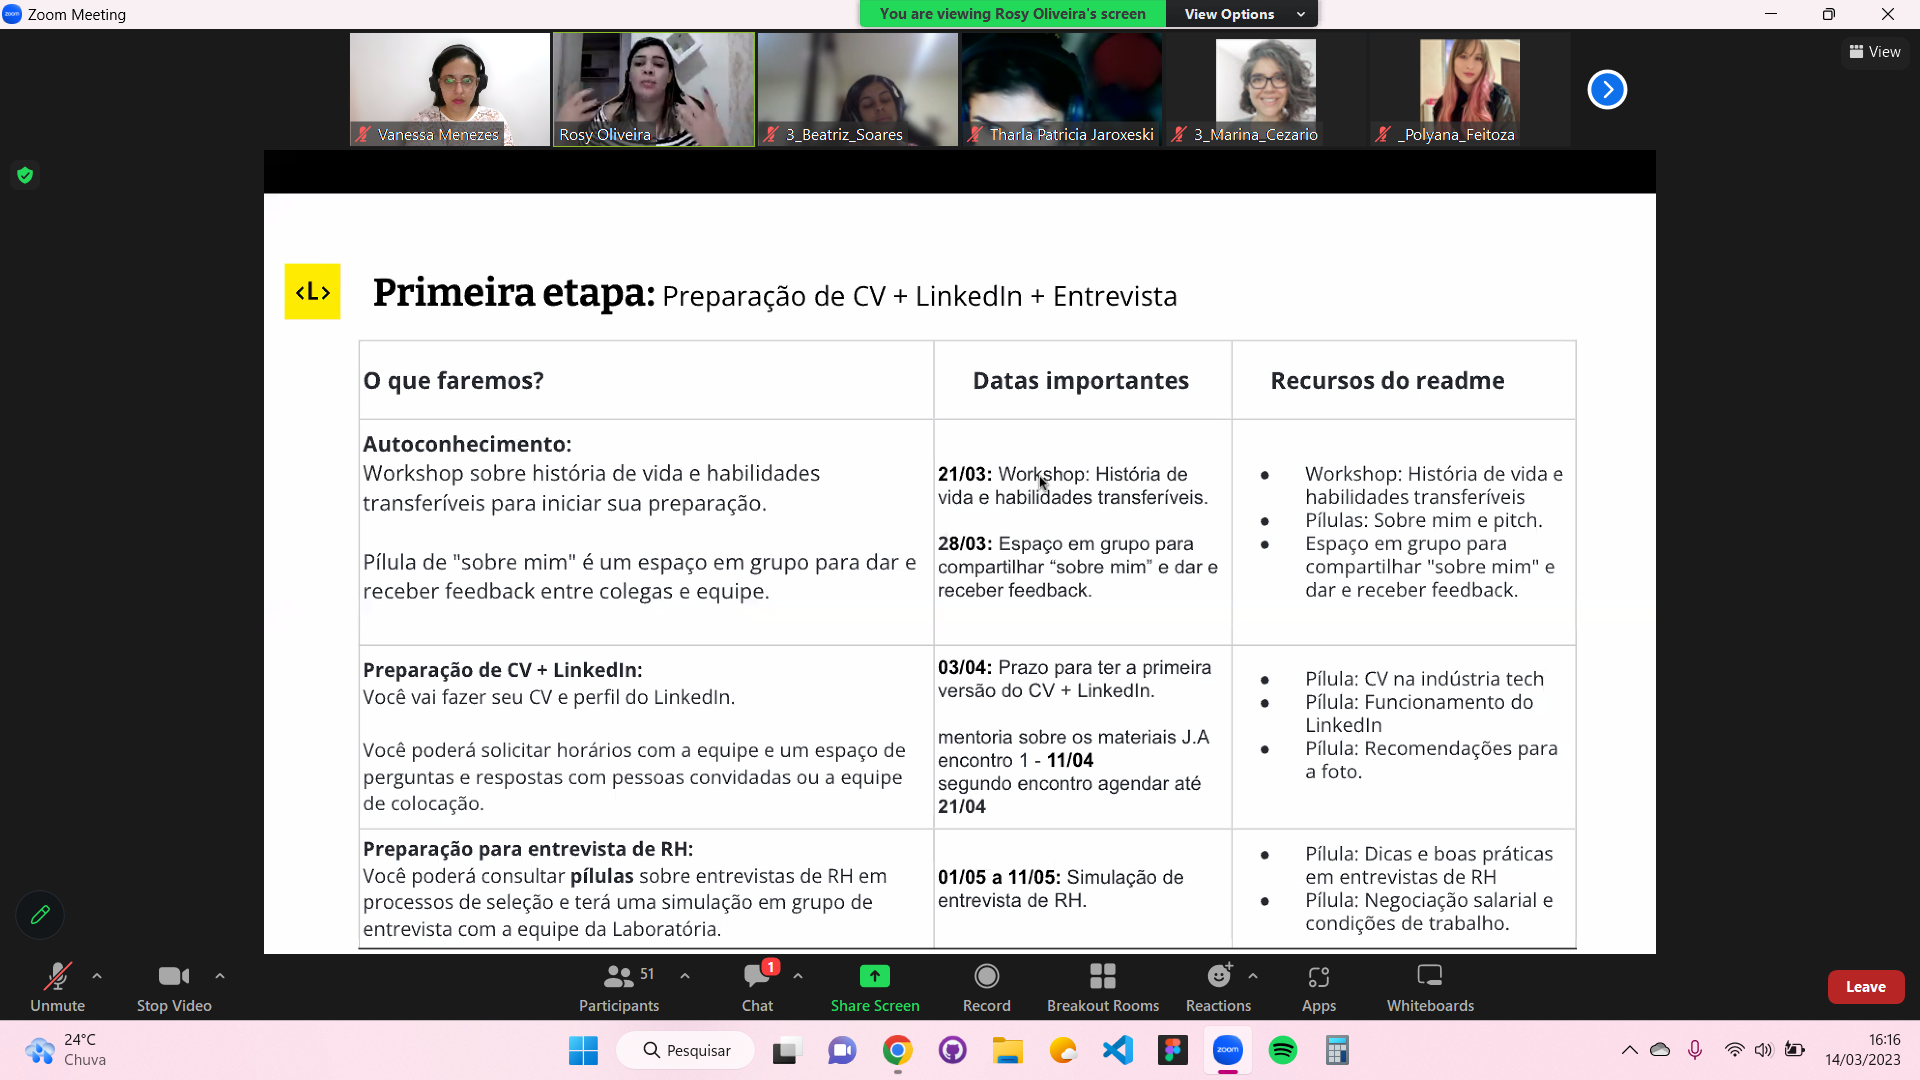 Zoom Meeting
You are viewing Rosy Oliveira's screen
View Options
View
Vanessa Menezes
Rosy Oliveira_
3_Beatriz_Soares
Tharla Patricia Jaroxeski
3_Marina_Cezario
_Polyana_Feitoza
<L>
Primeira etapa: Preparação de CV + LinkedIn + Entrevista
O que faremos?
Datas importantes
Recursos do readme
Autoconhecimento:
Workshop sobre história de vida e habilidades
transferíveis para iniciar sua preparação.
Pílula de "sobre mim" é um espaço em grupo para dar e
receber feedback entre colegas e equipe.
21/03: Workshop: História de
vida e habilidades transferíveis.
28/03: Espaço em grupo para
compartilhar “sobre mim” e dar e
receber feedback.
● Workshop: História de vida e
habilidades transferíveis
● Pílulas: Sobre mim e pitch.
● Espaço em grupo para
compartilhar "sobre mim" e
dar e receber feedback.
Preparação de CV + LinkedIn:
Você vai fazer seu CV e perfil do LinkedIn.
Você poderá solicitar horários com a equipe e um espaço de
perguntas e respostas com pessoas convidadas ou a equipe
de colocação.
03/04: Prazo para ter a primeira
versão do CV + LinkedIn.
mentoria sobre os materiais J.A
encontro 1 - 11/04
segundo encontro agendar até
21/04
● Pílula: CV na indústria tech
● Pílula: Funcionamento do
LinkedIn
● Pílula: Recomendações para
a foto.
Preparação para entrevista de RH:
Você poderá consultar pílulas sobre entrevistas de RH em
processos de seleção e terá uma simulação em grupo de
entrevista com a equipe da Laboratória.
01/05 a 11/05: Simulação de
entrevista de RH.
● Pílula: Dicas e boas práticas
em entrevistas de RH
● Pílula: Negociação salarial e
condições de trabalho.
Unmute
Stop Video
51
Participants
1
Chat
Share Screen
Record
Breakout Rooms
Reactions
Apps
Whiteboards
Leave
24°C
Chuva
Pesquisar
zoom
16:16
14/03/2023